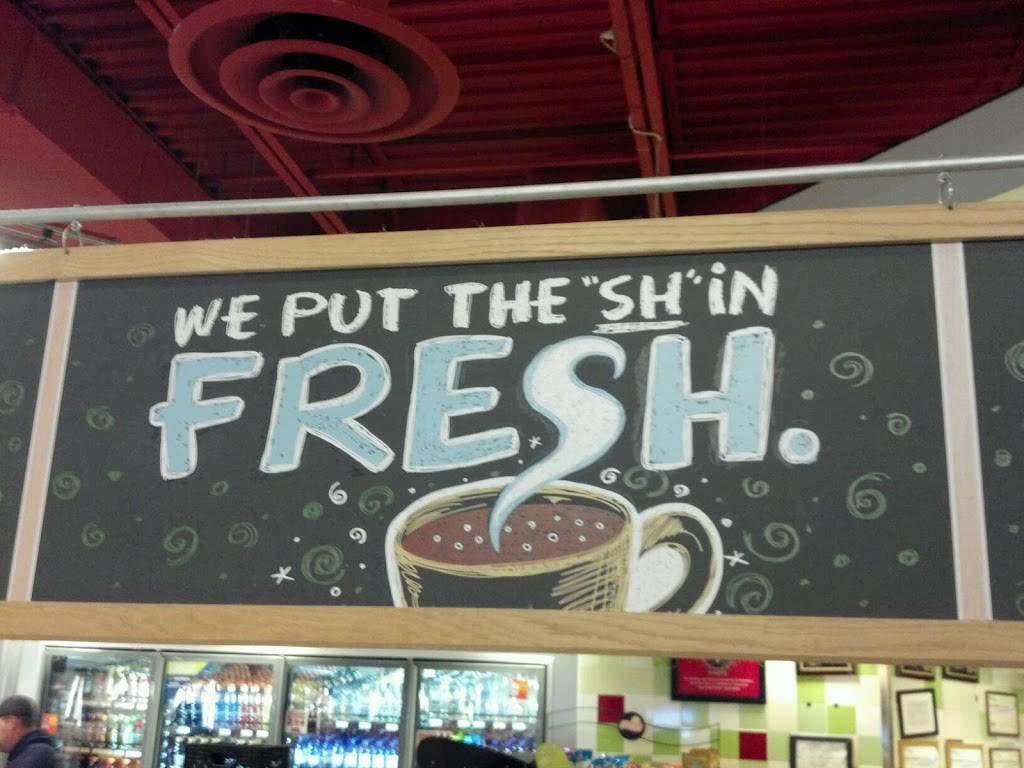 WE PUT THE "SH" iN
FRESH.